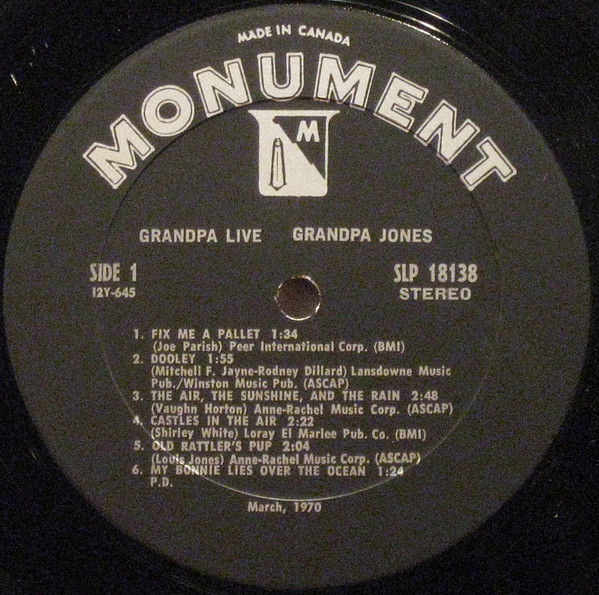 MADE IN CANADA
MONUMENT
M
GRANDPA LIVE GRANDPA JONES
SIDE 1 SLP 18138
12Y-645 STEREO
1. FIX ME A PALLET 1:34
(Joe Parish) Peer International Corp. (BMI)
2. DOOLEY 1:55
(Mitchell F. Jayne-Rodney Dillard) Lansdowne Music
Pub./Winston Music Pub. (ASCAP)
3. THE AIR, THE SUNSHINE, AND THE RAIN 2:48
(Vaughn Horton) Anne-Rachel Music Corp. (ASCAP)
4. CASTLES IN THE AIR 2:22
(Shirley White) Loray El Marlee Pub. Co. (BMI)
5. OLD RATTLER'S PUP 2:04
(Louis Jones) Anne-Rachel Music Corp. (ASCAP)
6. MY BONNIE LIES OVER THE OCEAN 1:24
P.D.
March, 1970